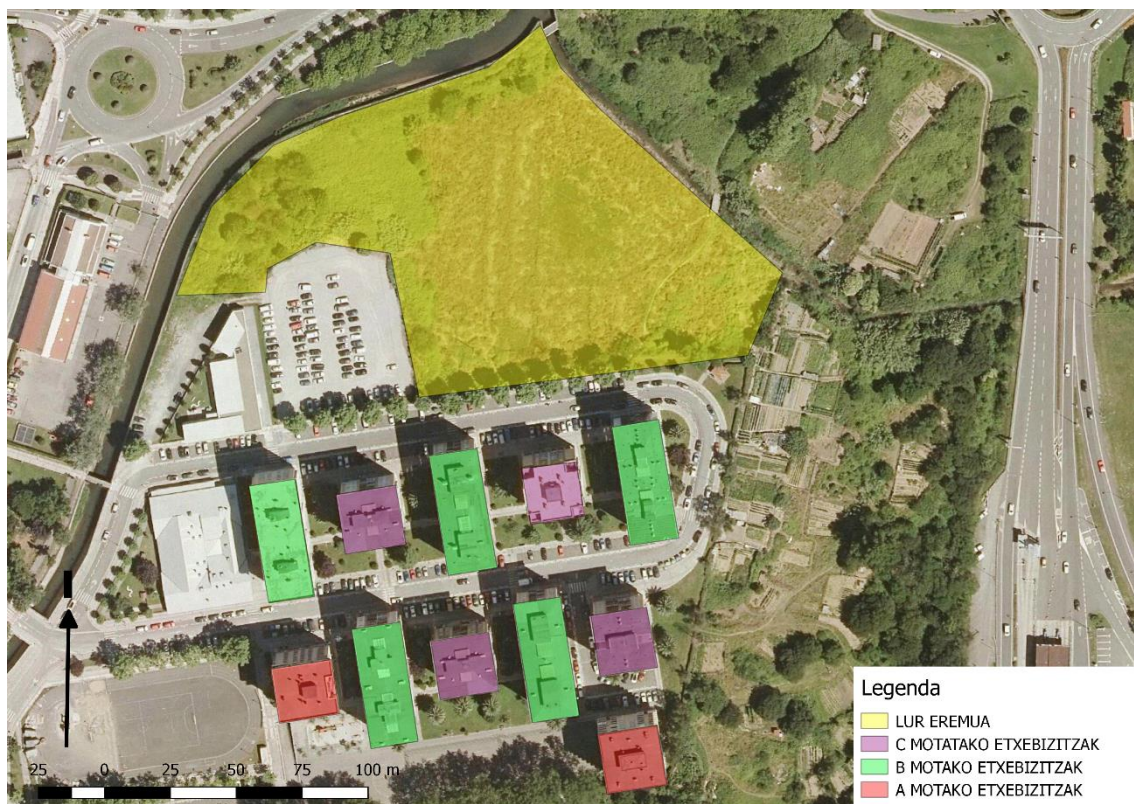 I
25 0 25 50 75 100 m
Legenda
LUR EREMUA
C MOTATAKO ETXEBIZITZAK
B MOTAKO ETXEBIZITZAK
A MOTAKO ETXEBIZITZAK